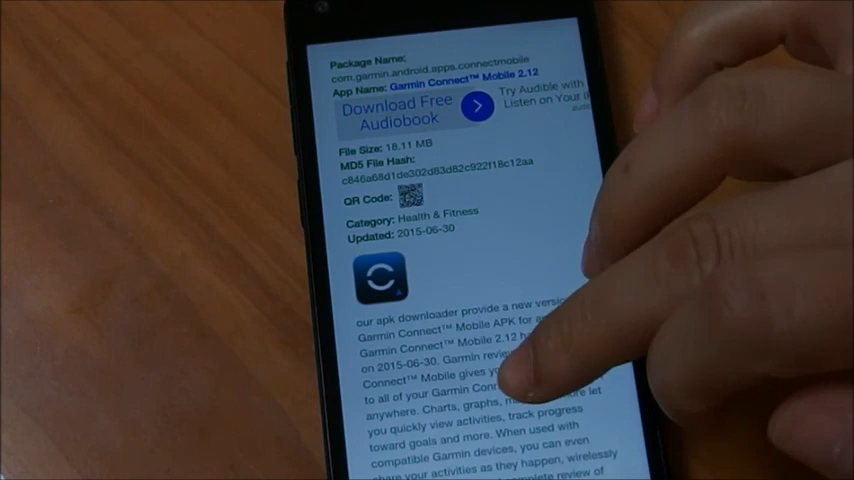 Package Name:
com.garmin.android.apps.connectmobile
App Name: Garmin Connect™ Mobile 2.12
Download Free
Audiobook
Try Audible with
Listen on Your
File Size: 18.11 MB
MD5 File Hash:
c846a68d1de302d83d82c922f18c12aa
QR Code:
Category: Health & Fitness
Updated: 2015-06-30
our apk downloader provide a new
Garmin Connect™ Mobile APK for
Garmin Connect™ Mobile 2.12
on 2015-06-30. Garmin
Connect™ Mobile gives
to all of your Garmin
anywhere. Charts, graphs, let
you quickly view activities, track progress
toward goals and more. When used with
compatible Garmin devices, you can even
share your activities as they happen, wirelessly
complete review of